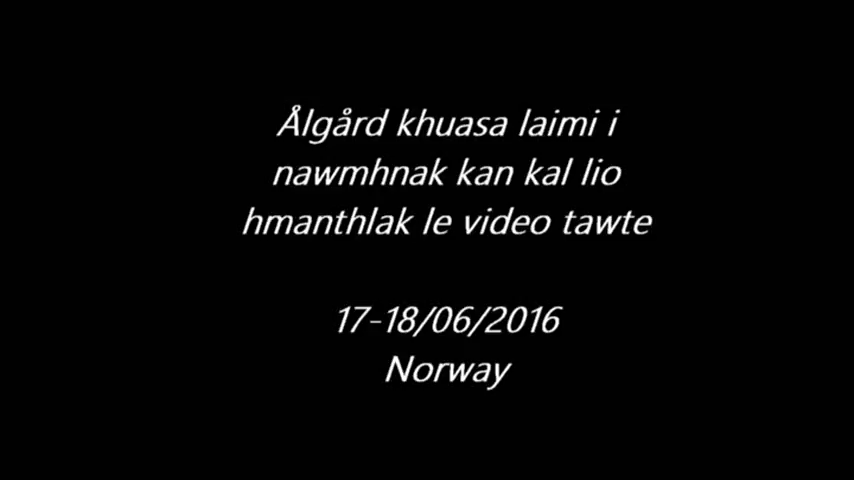 Ålgård khuasa laimi i
nawmhnak kan kal lio
hmanthlak le video tawte
17-18/06/2016
Norway